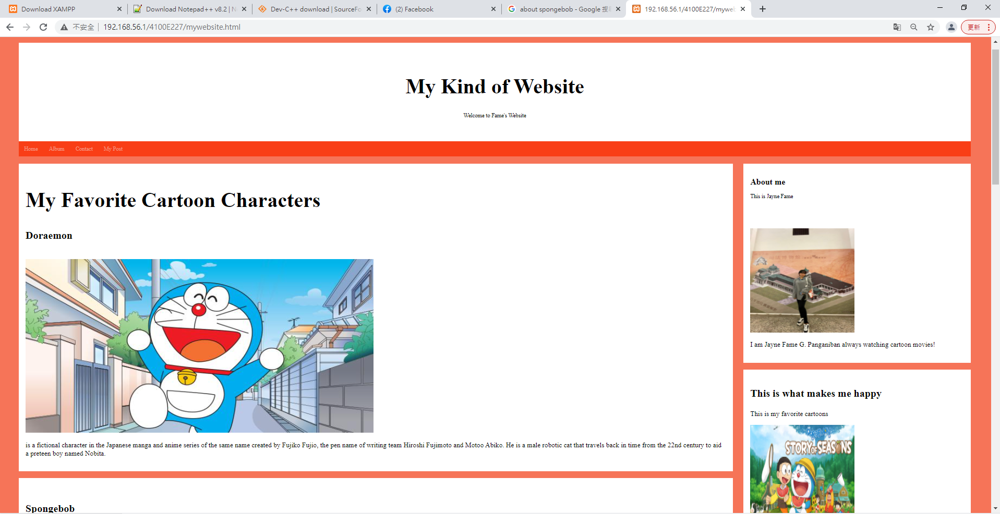 Download XAMPP
Download Notepad++ v8.2 | N
Dev-C++ download | SourceFo
(2) Facebook
about spongebob - Google 搜
192.168.56.1/4100E227/myweb
不安全
192.168.56.1/4100E227/mywebsite.html
更新
My Kind of Website
Welcome to Fame's Website
Home
Album
Contact
My Post
My Favorite Cartoon Characters
Doraemon
is a fictional character in the Japanese manga and anime series of the same name created by Fujiko Fujio, the pen name of writing team Hiroshi Fujimoto and Motoo Abiko. He is a male robotic cat that travels back in time from the 22nd century to aid
a preteen boy named Nobita.
Spongebob
About me
This is Jayne Fame
I am Jayne Fame G. Panganiban always watching cartoon movies!
This is what makes me happy
This is my favorite cartoons
STORY OF SEASONS